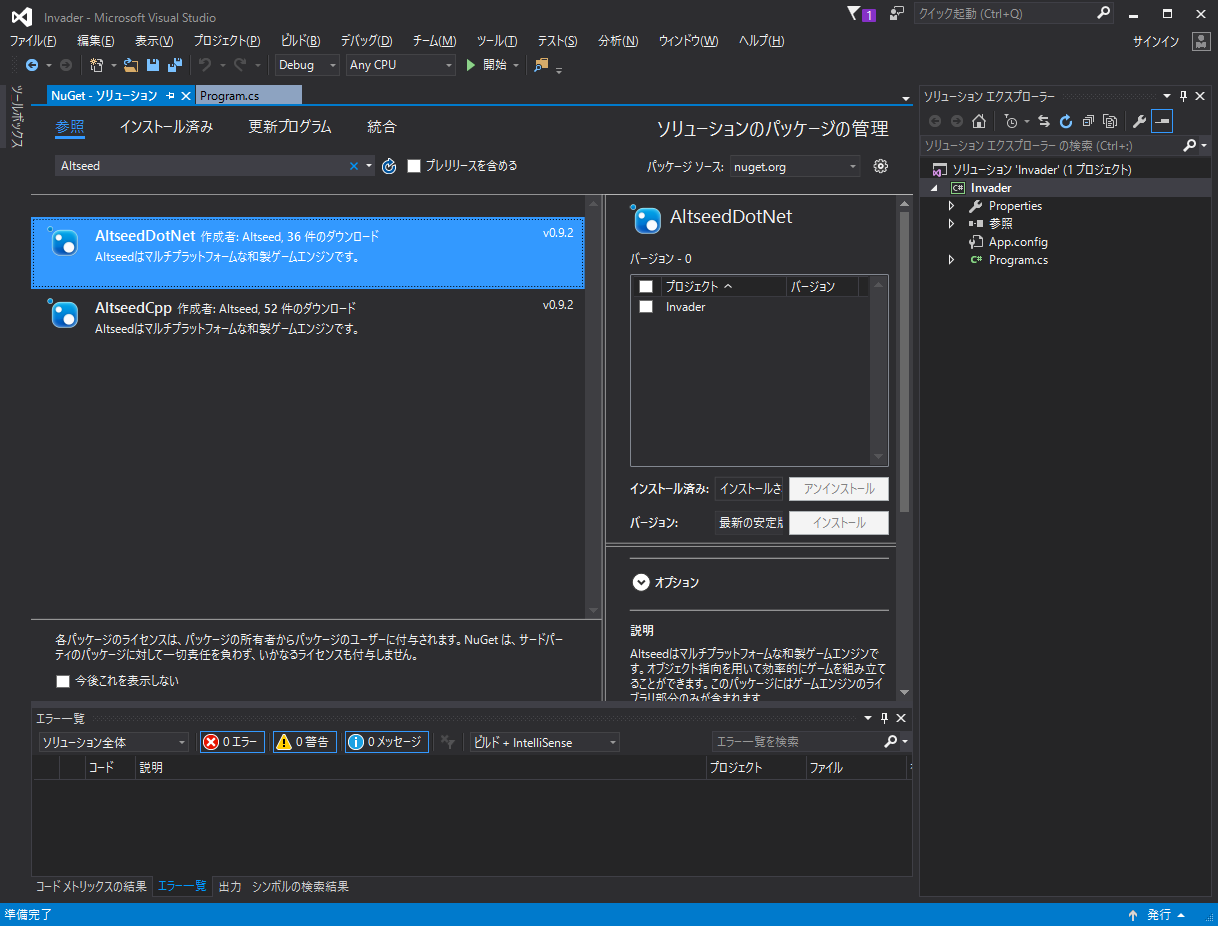 Invader - Microsoft Visual Studio
1
クイック起動 (Ctrl+Q)
ファイル(F) 編集(E) 表示(V) プロジェクト(P) ビルド(B) デバッグ(D) チーム(M) ツール(T) テスト(S) 分析(N) ウィンドウ(W) ヘルプ(H)
サインイン
Debug Any CPU 開始
ツールボックス
NuGet - ソリューション Program.cs
参照 インストール済み 更新プログラム 統合
ソリューションのパッケージの管理
Altseed
プレリリースを含める
パッケージ ソース: nuget.org
AltseedDotNet 作成者: Altseed, 36 件のダウンロード v0.9.2
Altseedはマルチプラットフォームな和製ゲームエンジンです。
AltseedCpp 作成者: Altseed, 52 件のダウンロード v0.9.2
Altseedはマルチプラットフォームな和製ゲームエンジンです。
各パッケージのライセンスは、パッケージの所有者からパッケージのユーザーに付与されます。NuGet は、サードパー
ティのパッケージに対して一切責任を負わず、いかなるライセンスも付与しません。
今後これを表示しない
AltseedDotNet
バージョン - 0
プロジェクト バージョン
Invader
インストール済み: インストールさ アンインストール
バージョン: 最新の安定 インストール
オプション
説明
Altseedはマルチプラットフォームな和製ゲームエンジンで
す。オブジェクト指向を用いて効率的にゲームを組み立て
ることができます。このパッケージにはゲームエンジンのライ
ブラリ部分のみが含まれます
ソリューション エクスプローラー
ソリューション エクスプローラー の検索 (Ctrl+:)
ソリューション 'Invader' (1 プロジェクト)
C# Invader
Properties
参照
App.config
C# Program.cs
エラー一覧
ソリューション全体 0 エラー 0 警告 0 メッセージ ビルド + IntelliSense エラー一覧を検索
コード 説明 プロジェクト ファイル
コード メトリックスの結果 エラー一覧 出力 シンボルの検索結果
準備完了
発行